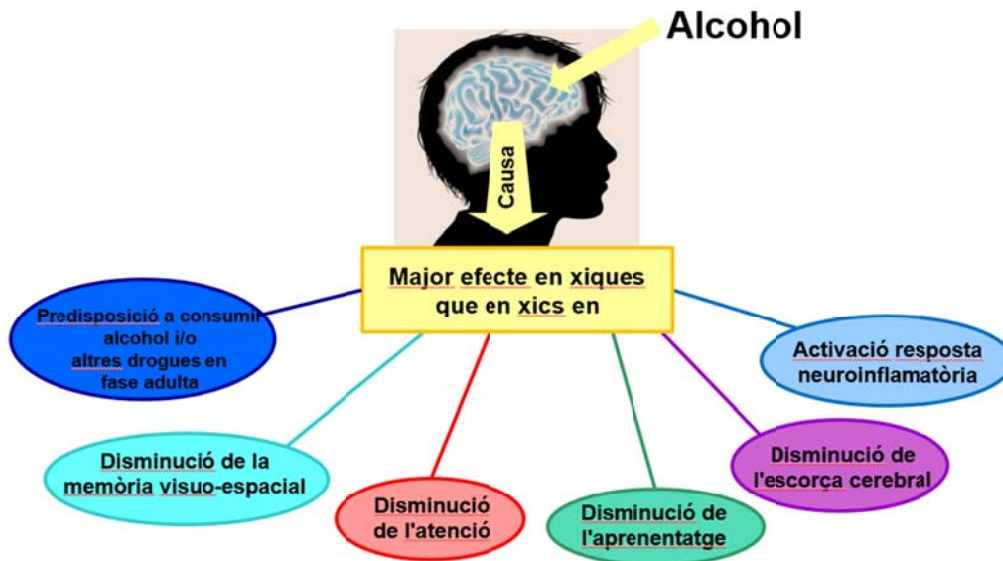 Alcohol
Causa
Major efecte en xiques
que en xics en
Predisposició a consumir
alcohol i/o
altres drogues en
fase adulta
Disminució de la
memòria visuo-espacial
Disminució
de l'atenció
Disminució de
l'aprenentatge
Disminució de
l'escorça cerebral
Activació resposta
neuroinflamatòria